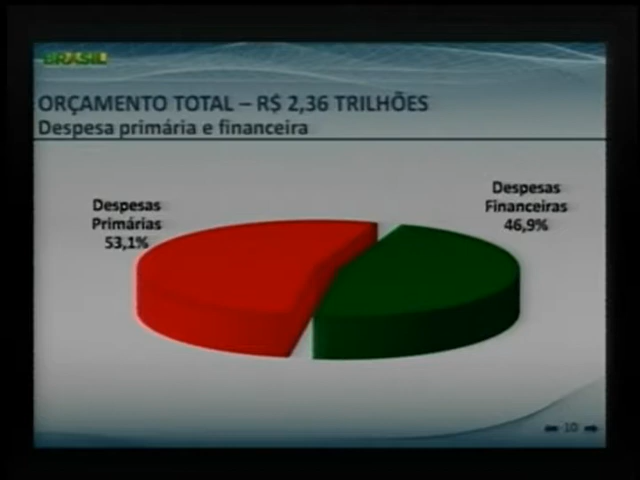 BRASIL
ORÇAMENTO TOTAL – R$ 2,36 TRILHÕES
Despesa primária e financeira
Despesas
Primárias
53,1%
Despesas
Financeiras
46,9%
10